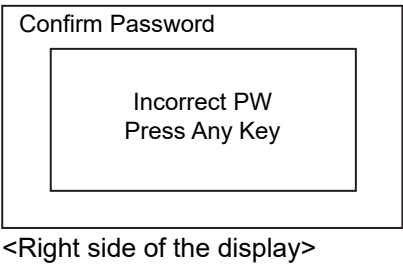 Confirm Password
Incorrect PW
Press Any Key
<Right side of the display>